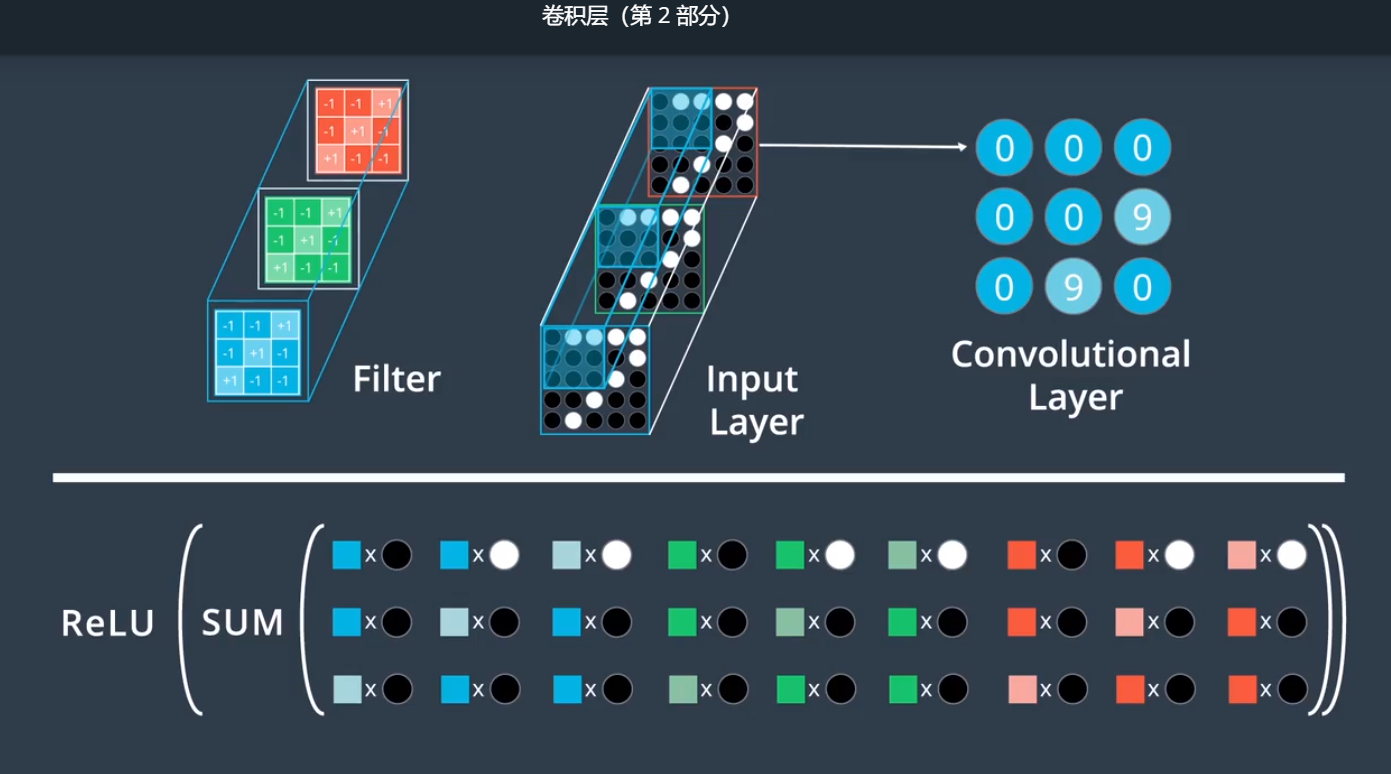 卷积层（第 2 部分）
-1 -1 +1
-1 +1 -1
+1 -1 -1
-1 -1 +1
-1 +1 -1
+1 -1 -1
-1 -1 +1
-1 +1 -1
+1 -1 -1
Filter
Input
Layer
0 0 0
0 0 9
0 9 0
Convolutional
Layer
x x x x x x x x x
ReLU ( SUM ( x x x x x x x x x ))
x x x x x x x x x